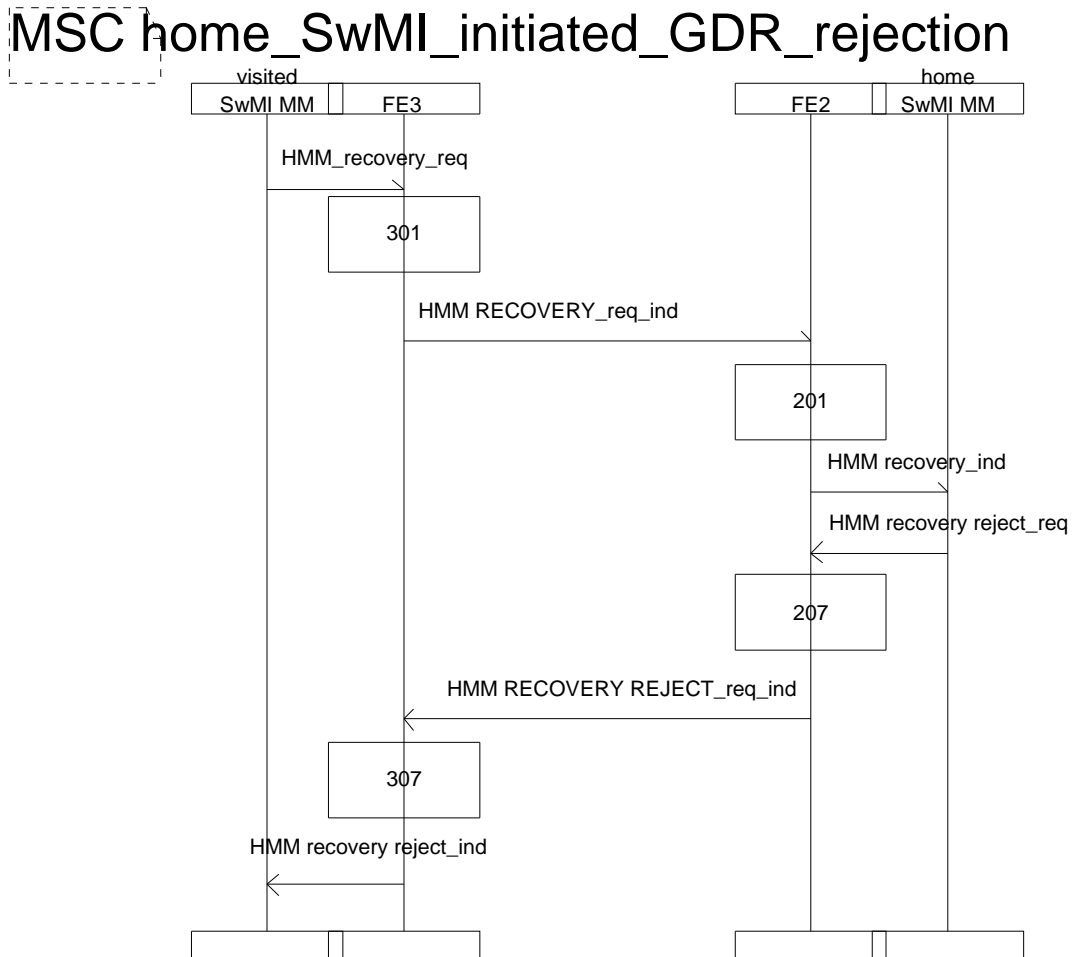 MSC home_SwMI_initiated_GDR_rejection
visited
SwMI MM
FE3
FE2
home
SwMI MM
HMM_recovery_req
301
HMM RECOVERY_req_ind
201
HMM recovery_ind
HMM recovery reject_req
207
HMM RECOVERY REJECT_req_ind
307
HMM recovery reject_ind